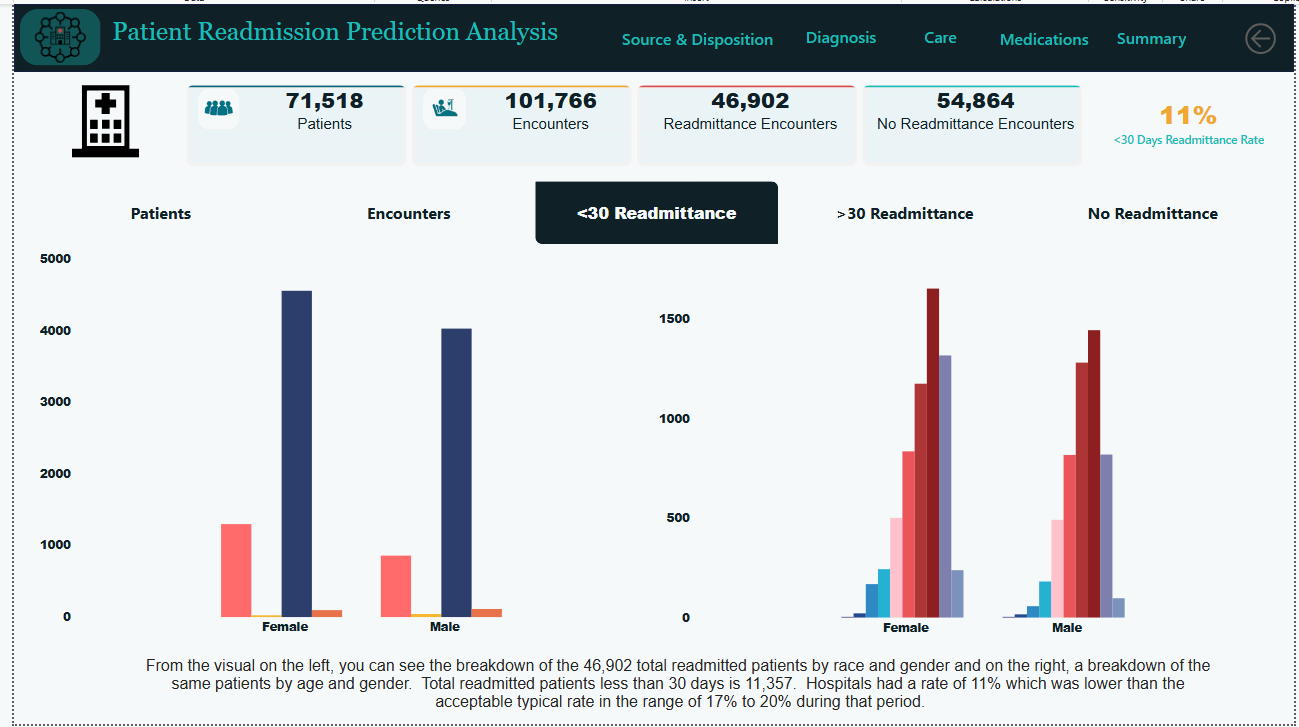 Patient Readmission Prediction Analysis
Source & Disposition
Diagnosis
Care
Medications
Summary
71,518
Patients
101,766
Encounters
46,902
Readmittance Encounters
54,864
No Readmittance Encounters
11%
<30 Days Readmittance Rate
Patients
Encounters
<30 Readmittance
>30 Readmittance
No Readmittance
5000
4000
3000
2000
1000
0
Female
Male
1500
1000
500
0
Female
Male
From the visual on the left, you can see the breakdown of the 46,902 total readmitted patients by race and gender and on the right, a breakdown of the
same patients by age and gender.  Total readmitted patients less than 30 days is 11,357.  Hospitals had a rate of 11% which was lower than the
acceptable typical rate in the range of 17% to 20% during that period.